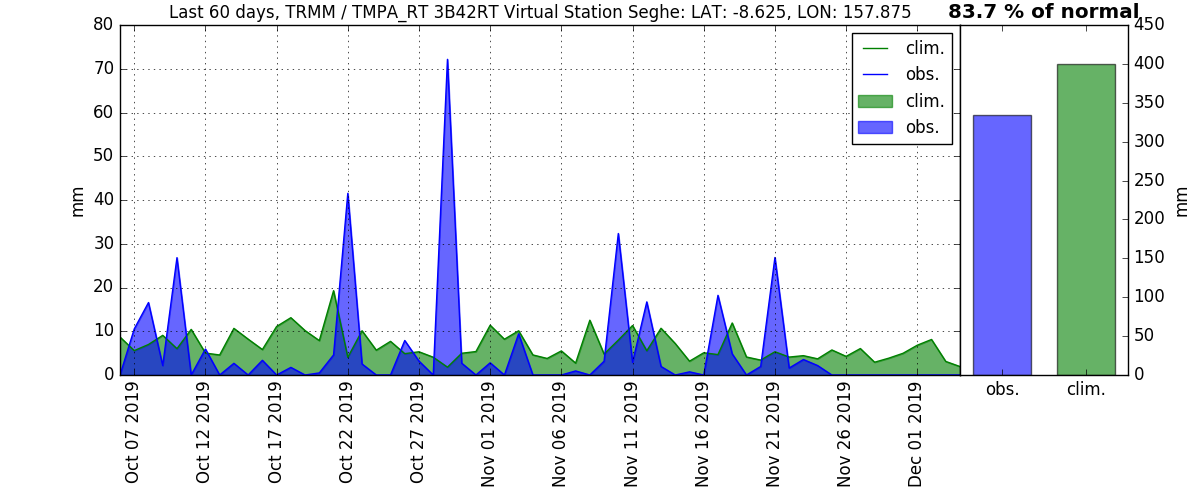 Last 60 days, TRMM / TMPA_RT 3B42RT Virtual Station Seghe: LAT: -8.625, LON: 157.875
83.7 % of normal
80
70
60
50
40
30
20
10
0
mm
clim.
obs.
clim.
obs.
Oct 07 2019
Oct 12 2019
Oct 17 2019
Oct 22 2019
Oct 27 2019
Nov 01 2019
Nov 06 2019
Nov 11 2019
Nov 16 2019
Nov 21 2019
Nov 26 2019
Dec 01 2019
450
400
350
300
250
200
150
100
50
0
mm
obs.
clim.